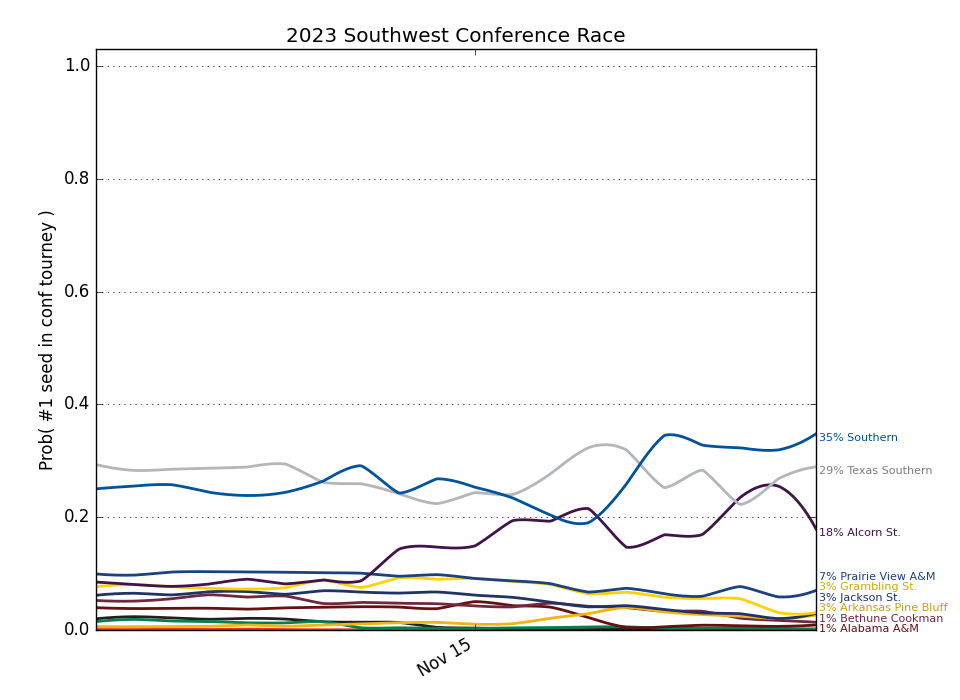 2023 Southwest Conference Race
Prob( #1 seed in conf tourney )
1.0
0.8
0.6
0.4
0.2
0.0
Nov 15
35% Southern
29% Texas Southern
18% Alcorn St.
7% Prairie View A&M
3% Grambling St.
3% Jackson St.
3% Arkansas Pine Bluff
1% Bethune Cookman
1% Alabama A&M